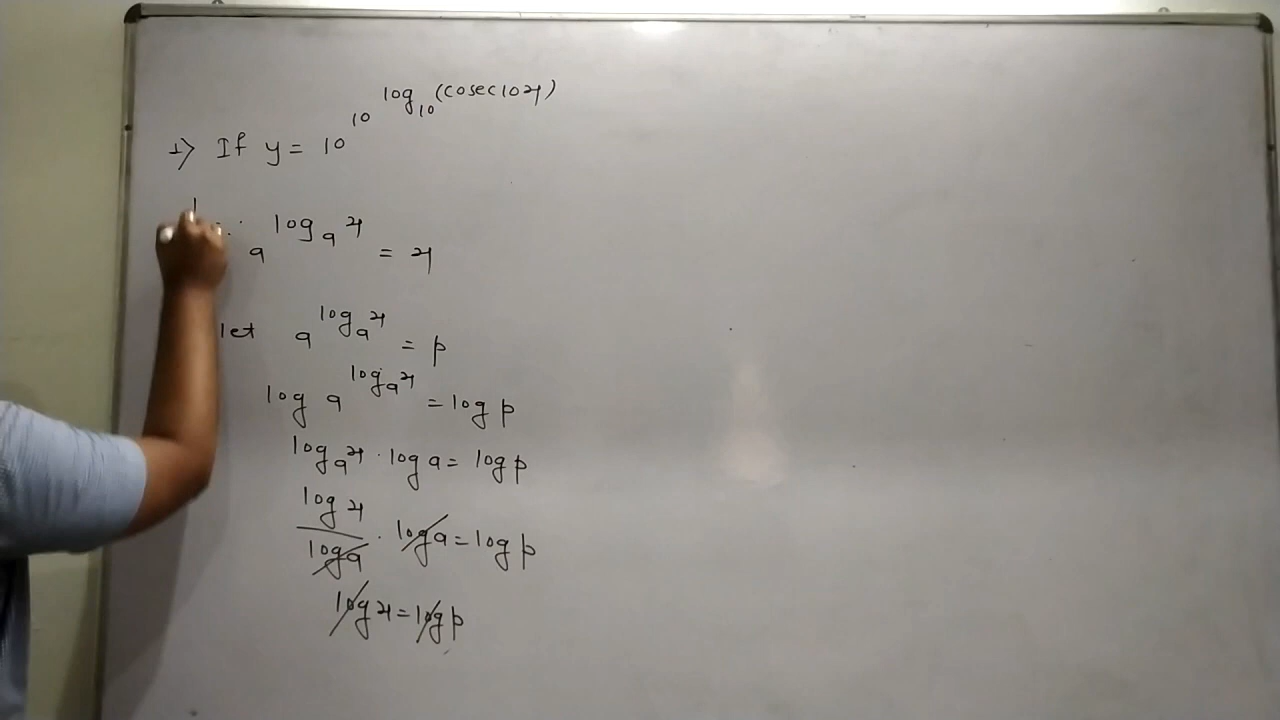 1) If y = 10^10^log_10(cosec10x)
∵ a^log_a x = x
let a^log_a x = p
log a^log_a x = log p
log_a x . log a = log p
log x / log a . log a = log p
log x = log p